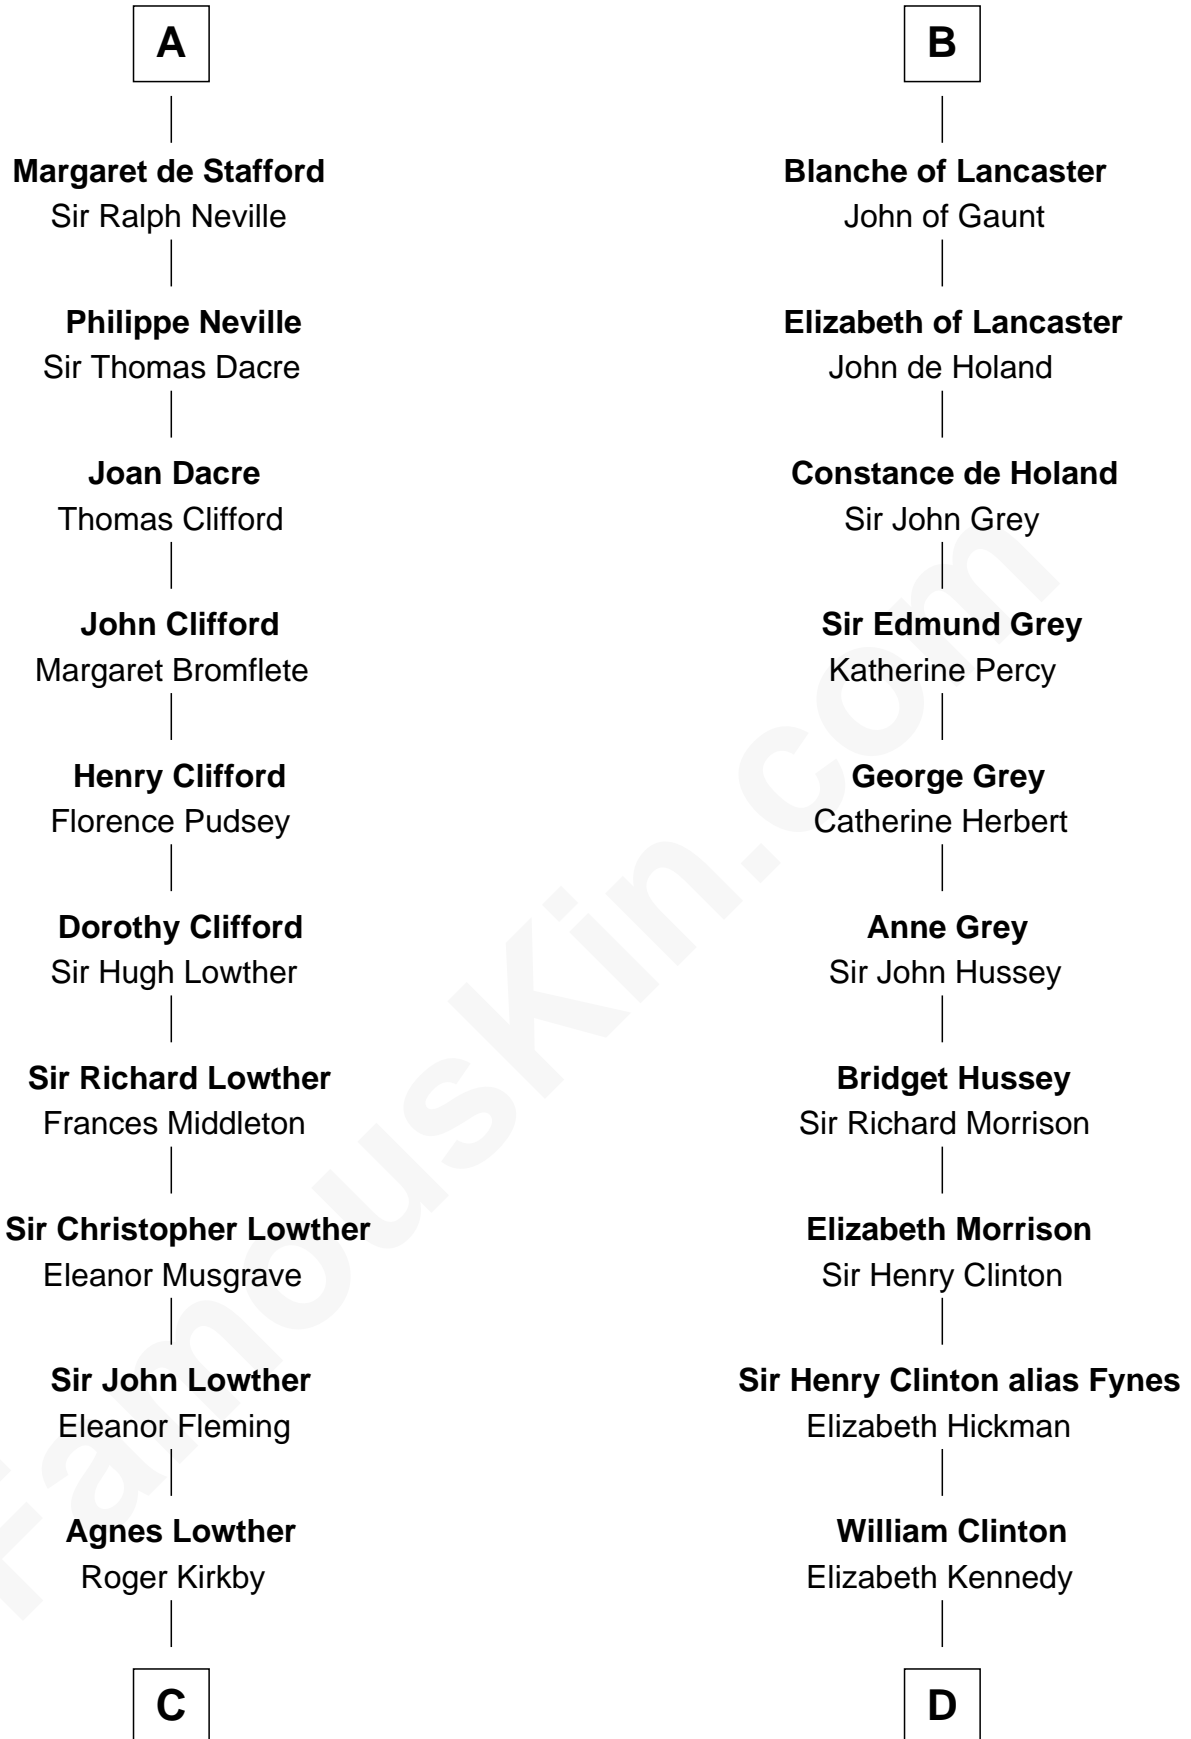 A
Margaret de Stafford
Sir Ralph Neville
Philippe Neville
Sir Thomas Dacre
Joan Dacre
Thomas Clifford
John Clifford
Margaret Bromflete
Henry Clifford
Florence Pudsey
Dorothy Clifford
Sir Hugh Lowther
Sir Richard Lowther
Frances Middleton
Sir Christopher Lowther
Eleanor Musgrave
Sir John Lowther
Eleanor Fleming
Agnes Lowther
Roger Kirkby
C
B
Blanche of Lancaster
John of Gaunt
Elizabeth of Lancaster
John de Holand
Constance de Holand
Sir John Grey
Sir Edmund Grey
Katherine Percy
George Grey
Catherine Herbert
Anne Grey
Sir John Hussey
Bridget Hussey
Sir Richard Morrison
Elizabeth Morrison
Sir Henry Clinton
Sir Henry Clinton alias Fynes
Elizabeth Hickman
William Clinton
Elizabeth Kennedy
D
FamousKin.com